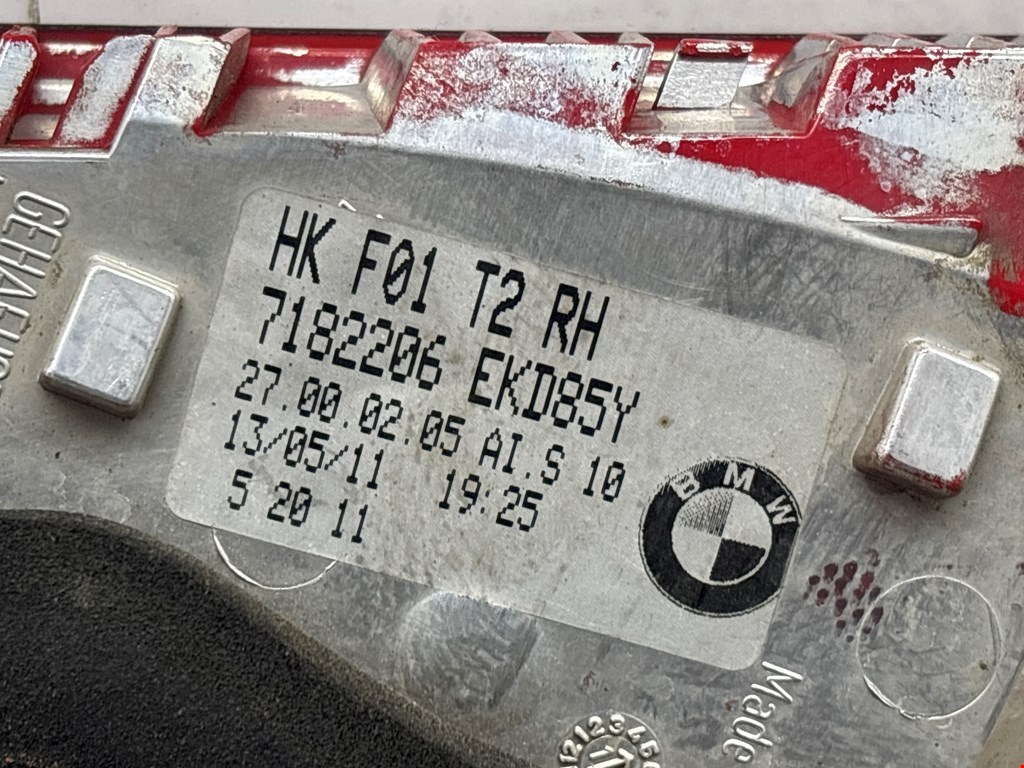 HK F01 T2 RH
7182206 EKD85Y
27.00.02.05 AI.S 10
13/05/11 19:25
5 20 11
BMW
Made